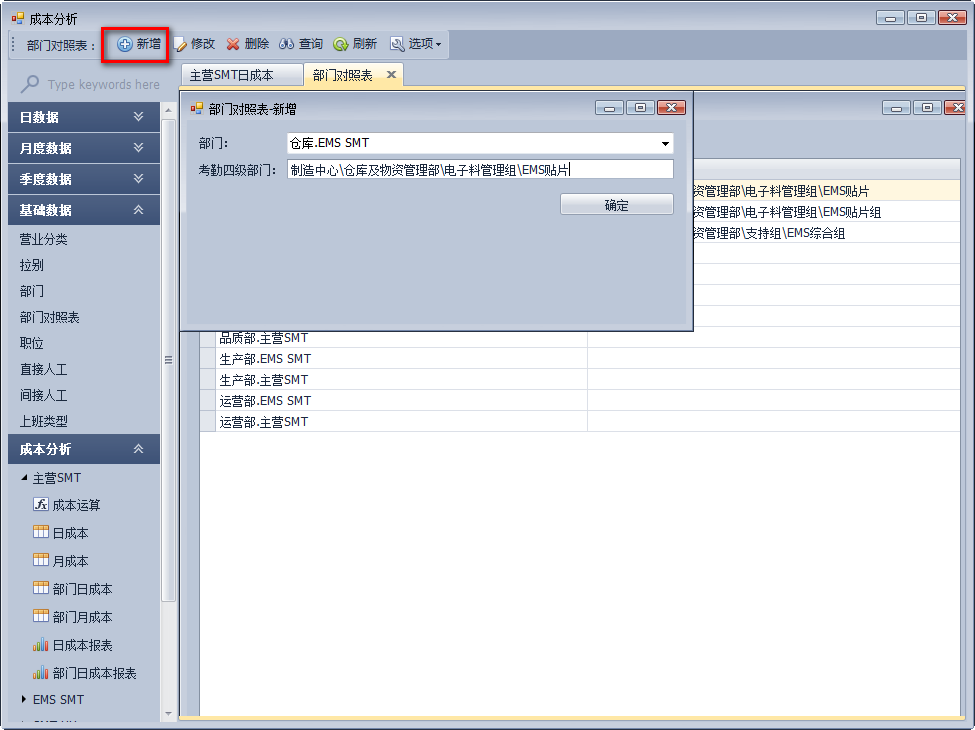 成本分析
部门对照表： 新增 修改 删除 查询 刷新 选项
Type keywords here
主营SMT日成本 部门对照表
日数据
月度数据
季度数据
基础数据
营业分类
拉别
部门
部门对照表
职位
直接人工
间接人工
上班类型
成本分析
主营SMT
成本运算
日成本
月成本
部门日成本
部门月成本
日成本报表
部门日成本报表
EMS SMT
部门对照表-新增
部门： 仓库.EMS SMT
考勤四级部门： 制造中心\仓库及物资管理部\电子料管理组\EMS贴片
确定
资管理部\电子料管理组\EMS贴片
资管理部\电子料管理组\EMS贴片组
资管理部\支持组\EMS综合组
品质部.主营SMT
生产部.EMS SMT
生产部.主营SMT
运营部.EMS SMT
运营部.主营SMT